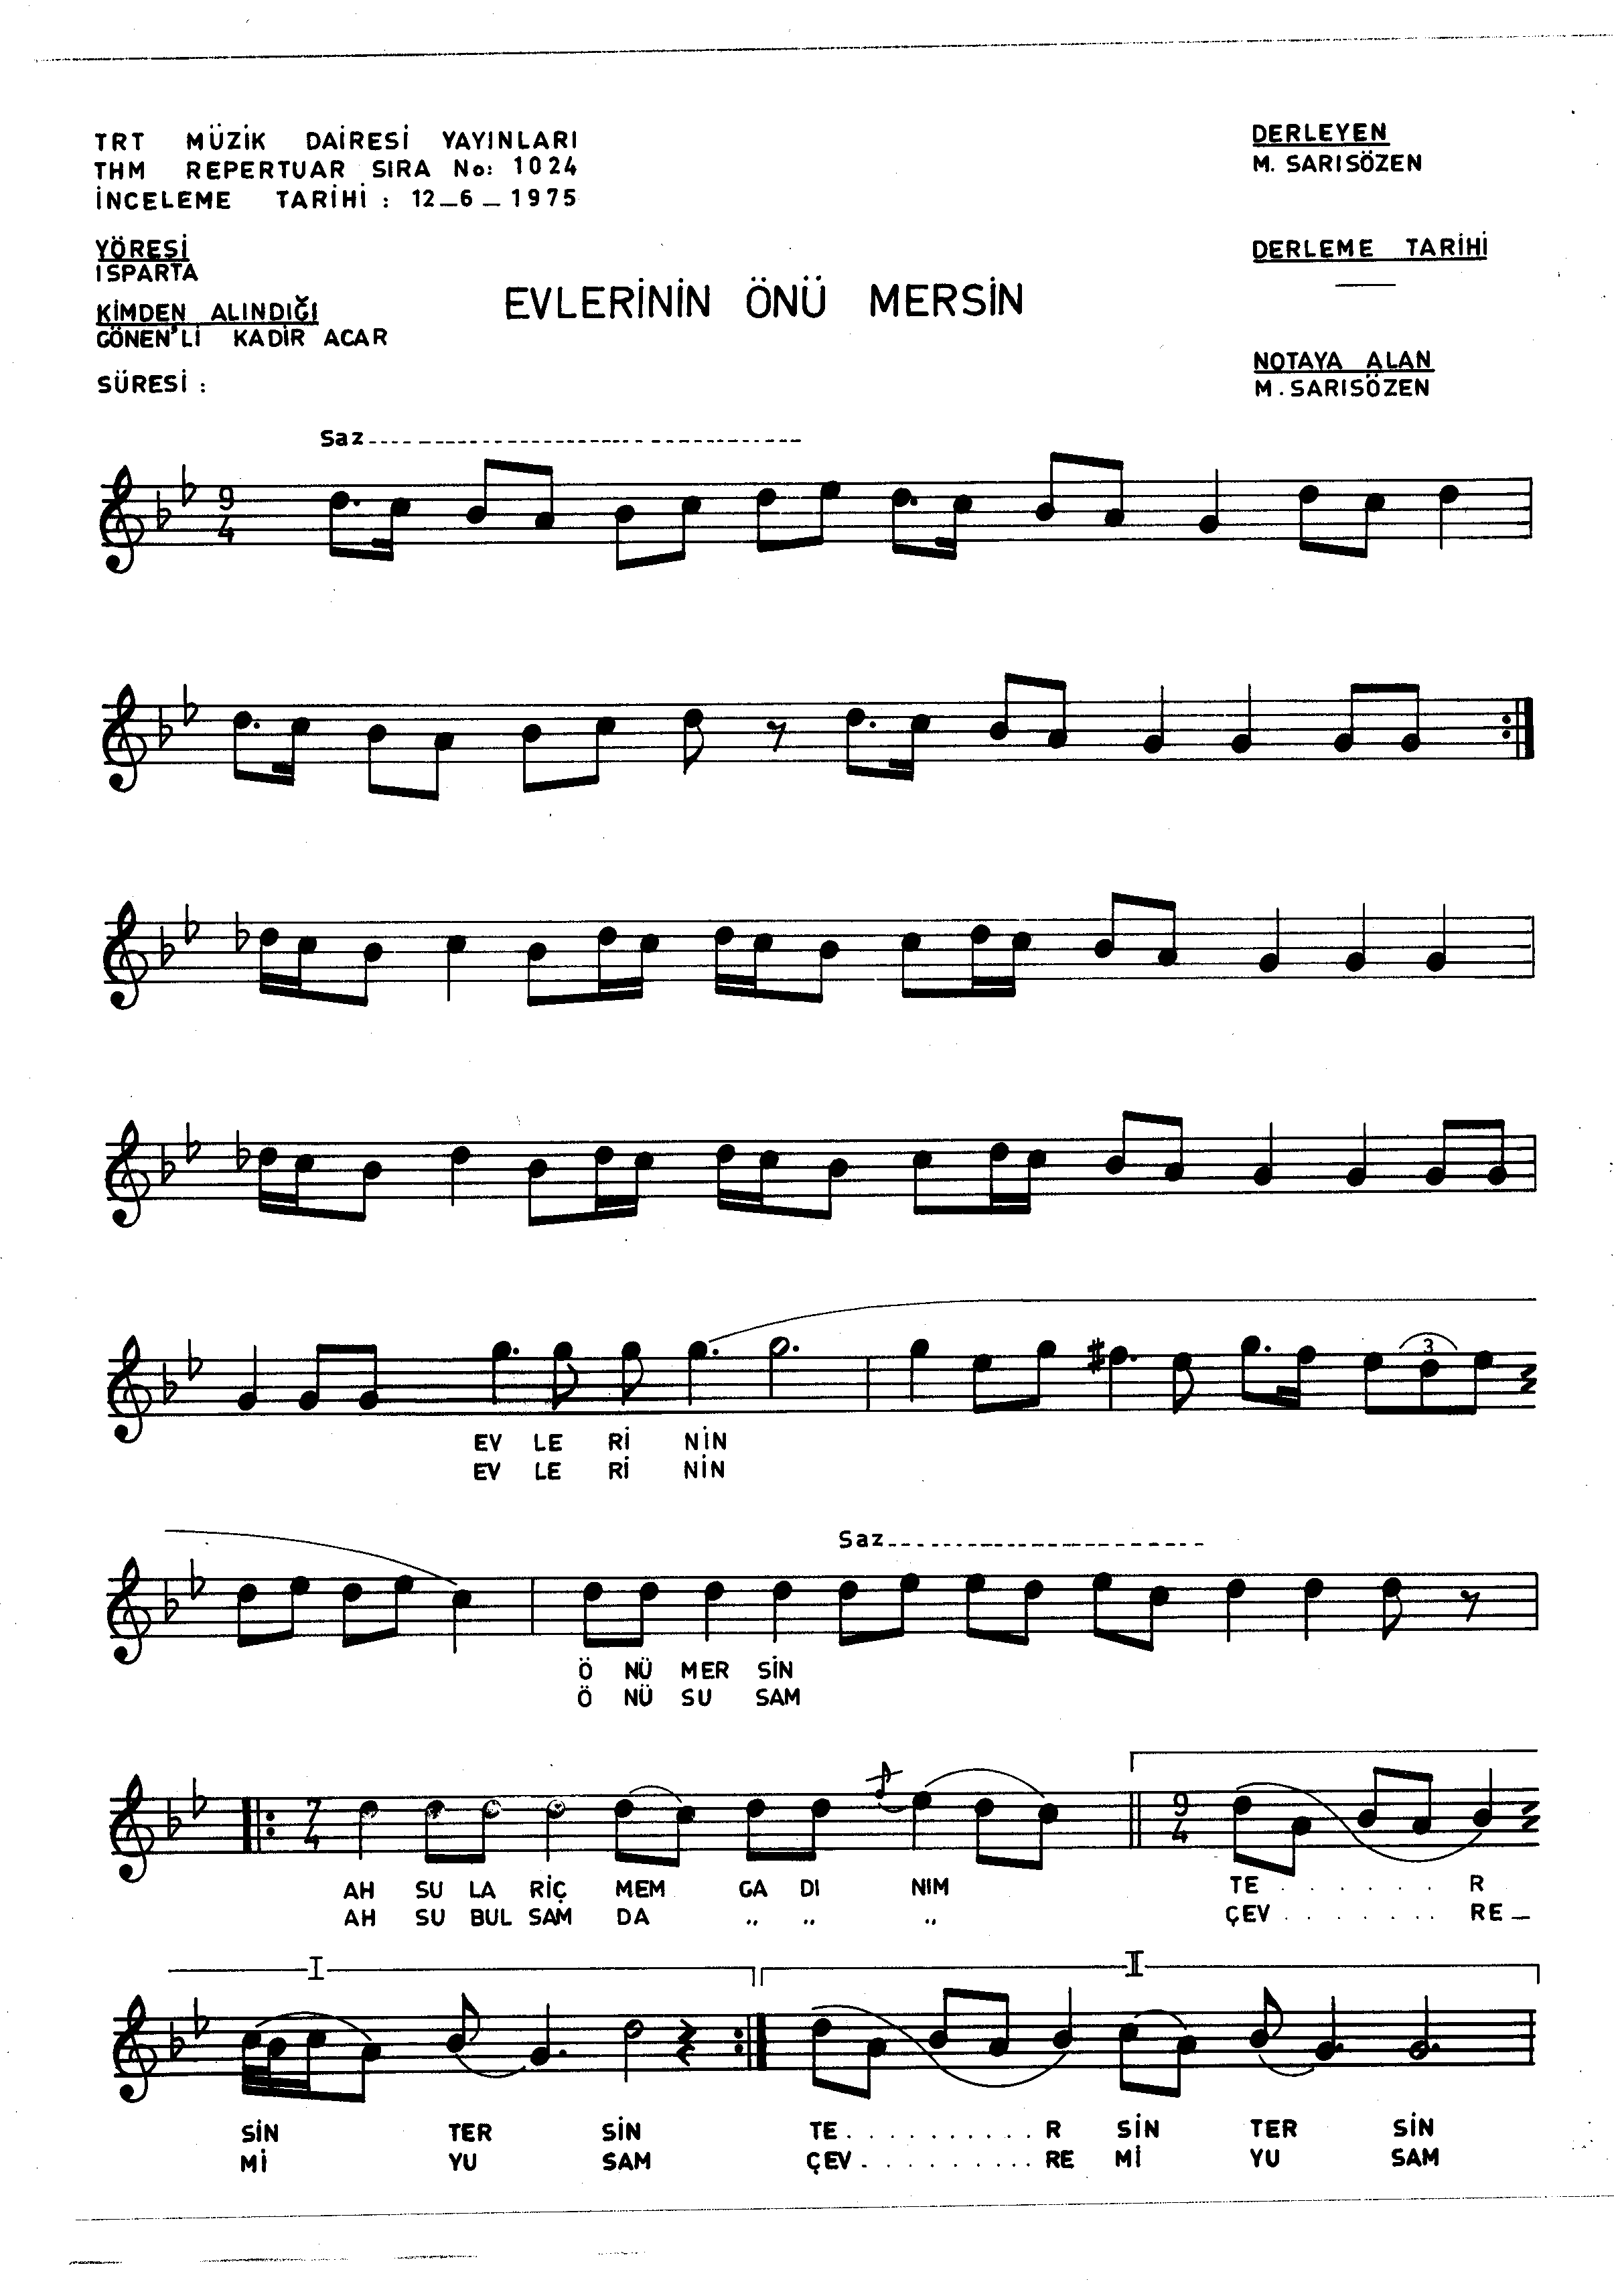 TRT MÜZİK DAİRESİ YAYINLARI
THM REPERTUAR SIRA No: 1024
İNCELEME TARİHİ : 12_6_1975
YÖRESİ
ISPARTA
KİMDEN ALINDIĞI
GÖNEN'Lİ KADİR ACAR
SÜRESİ :
EVLERİNİN ÖNÜ MERSİN
DERLEYEN
M. SARISÖZEN
DERLEME TARİHİ
NOTAYA ALAN
M. SARISÖZEN
Saz
9
4
3
EV LE Rİ NİN
EV LE Rİ NİN
Saz
Ö NÜ MER SİN
Ö NÜ SU SAM
7
4
9
4
AH SU LA RİÇ MEM GA DI NIM TE . . . . . . . R
AH SU BUL SAM DA ,, ,, ,, ÇEV . . . . . . . RE_
I
II
SİN TER SİN TE . . . . . . . . . . R SİN TER SİN
Mİ YU SAM ÇEV . . . . . . . . . RE Mİ YU SAM